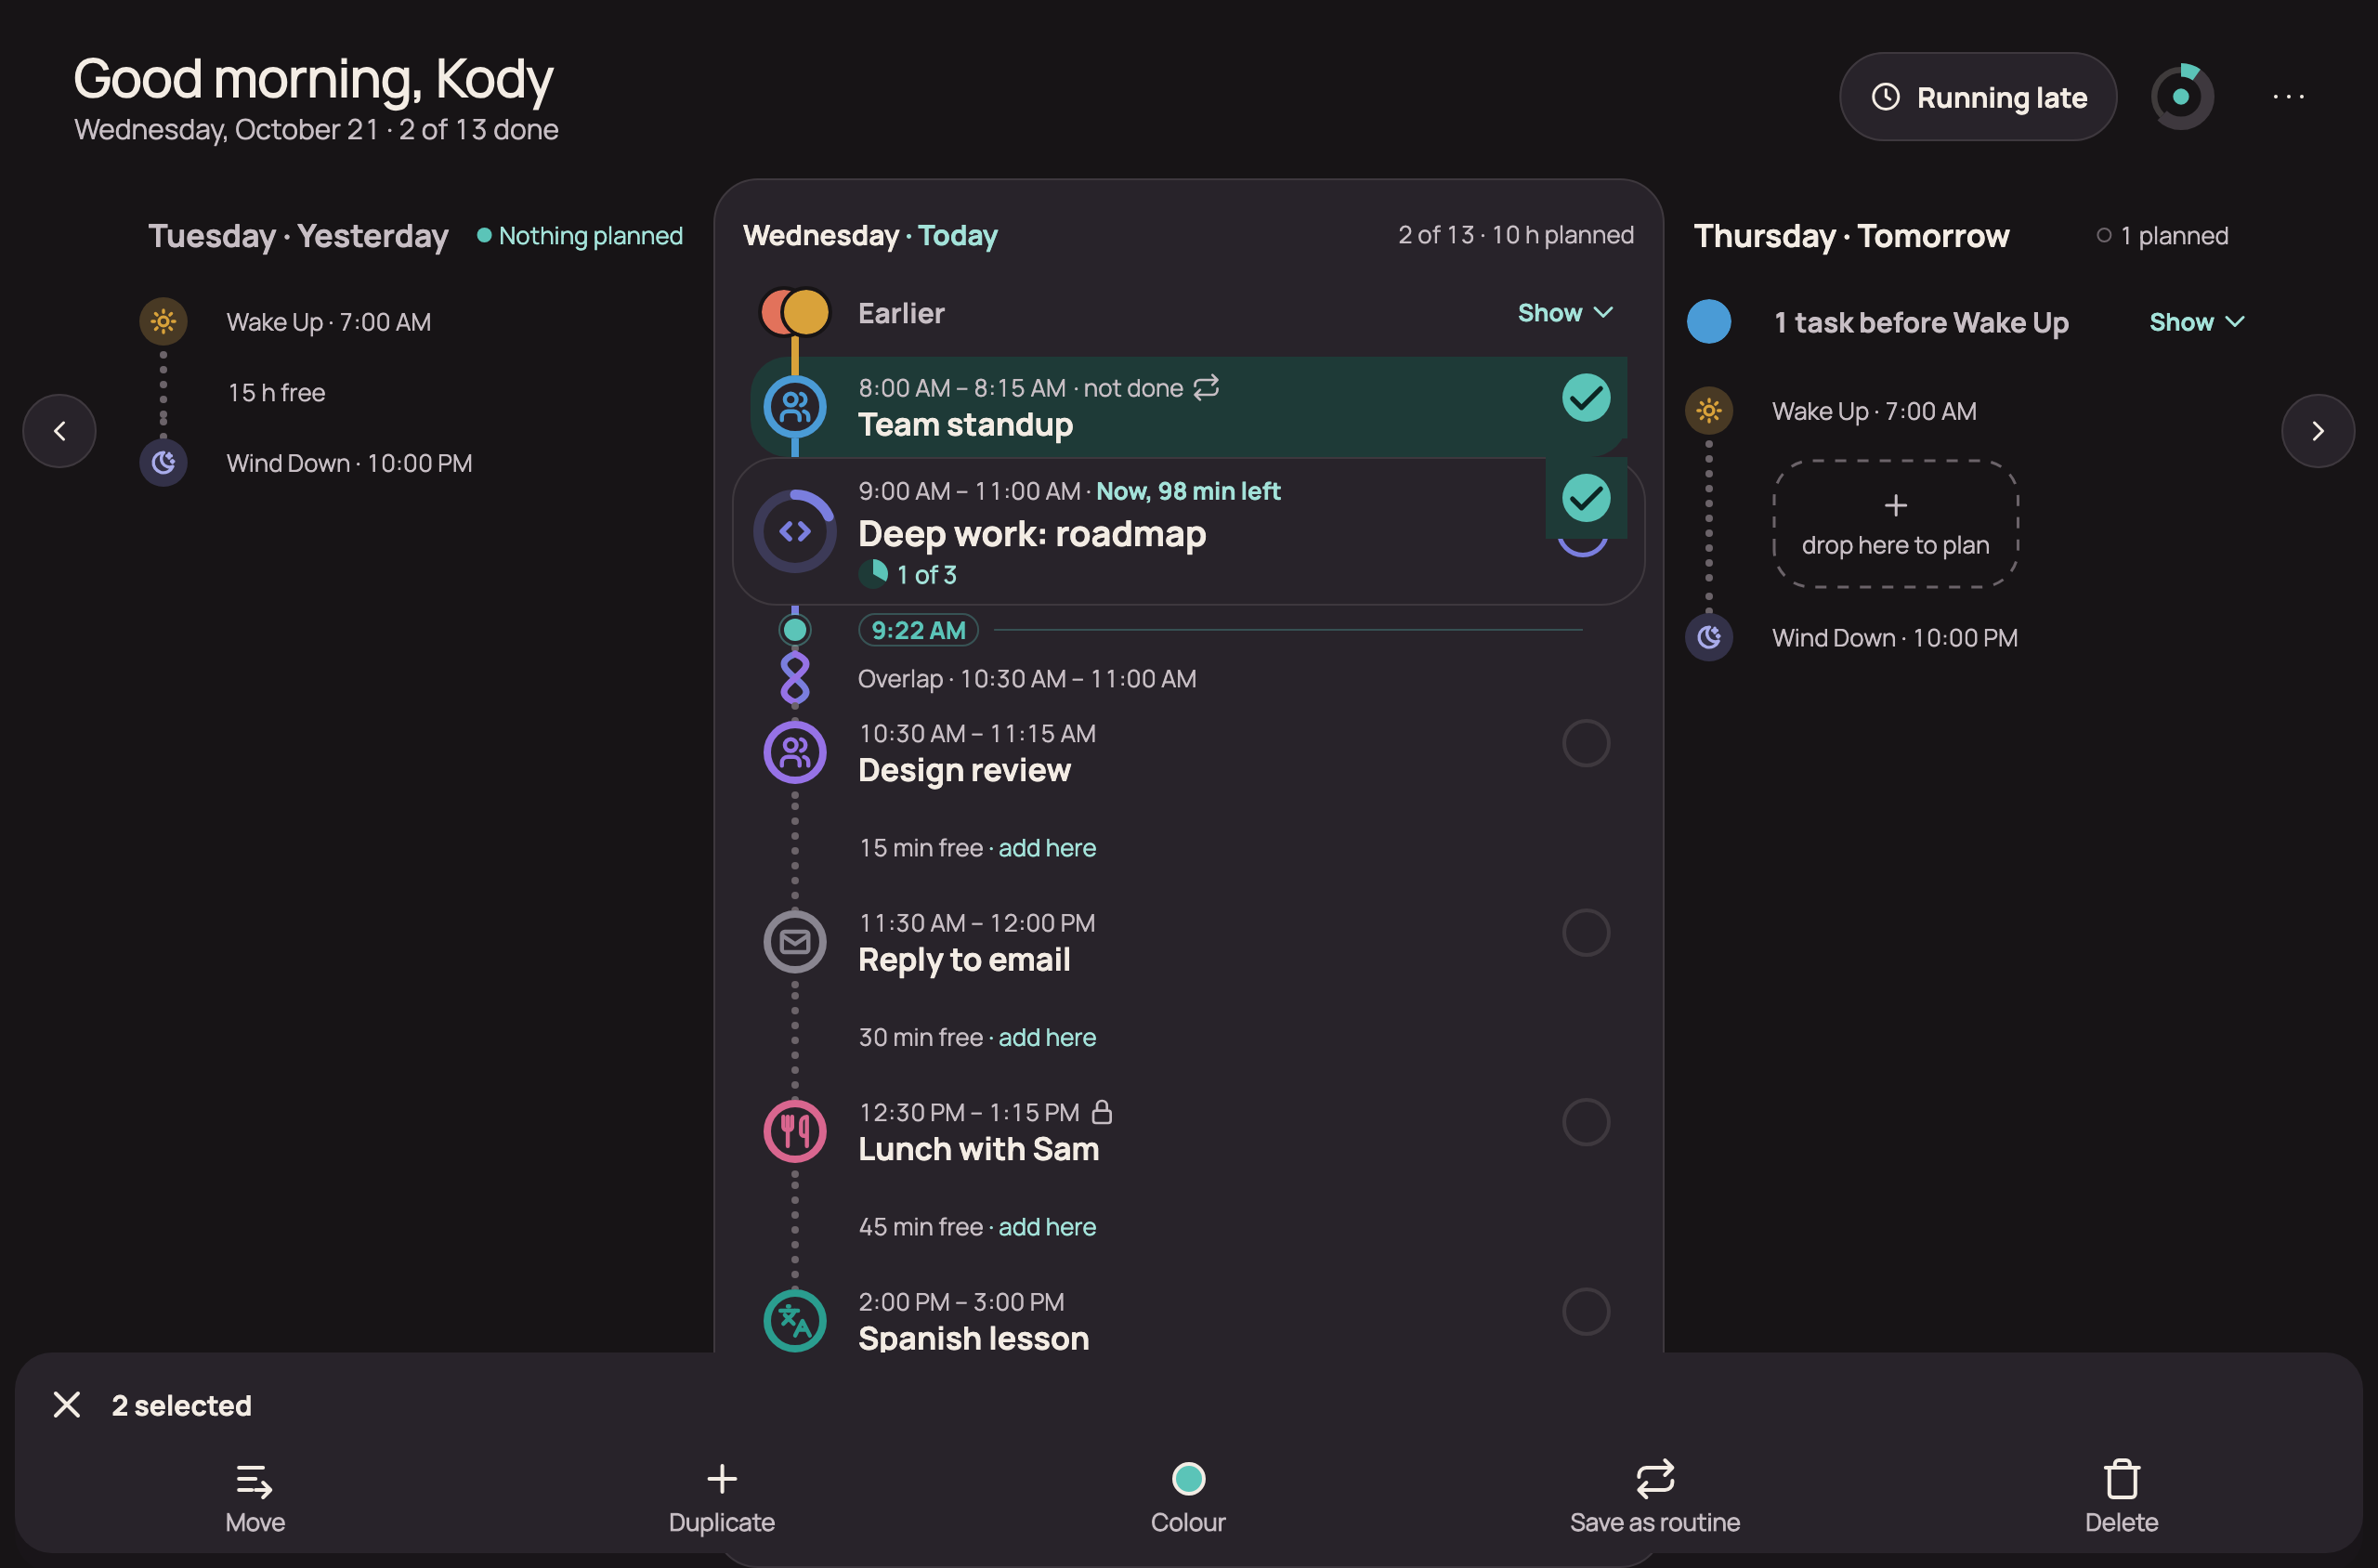 Good morning, Kody
Wednesday, October 21 · 2 of 13 done
Running late
Tuesday · Yesterday
Nothing planned
Wake Up · 7:00 AM
15 h free
Wind Down · 10:00 PM
Wednesday · Today
2 of 13 · 10 h planned
Earlier
Show
8:00 AM – 8:15 AM · not done
Team standup
9:00 AM – 11:00 AM · Now, 98 min left
Deep work: roadmap
1 of 3
9:22 AM
Overlap · 10:30 AM – 11:00 AM
10:30 AM – 11:15 AM
Design review
15 min free · add here
11:30 AM – 12:00 PM
Reply to email
30 min free · add here
12:30 PM – 1:15 PM
Lunch with Sam
45 min free · add here
2:00 PM – 3:00 PM
Spanish lesson
Thursday · Tomorrow
1 planned
1 task before Wake Up
Show
Wake Up · 7:00 AM
drop here to plan
Wind Down · 10:00 PM
2 selected
Move
Duplicate
Colour
Save as routine
Delete